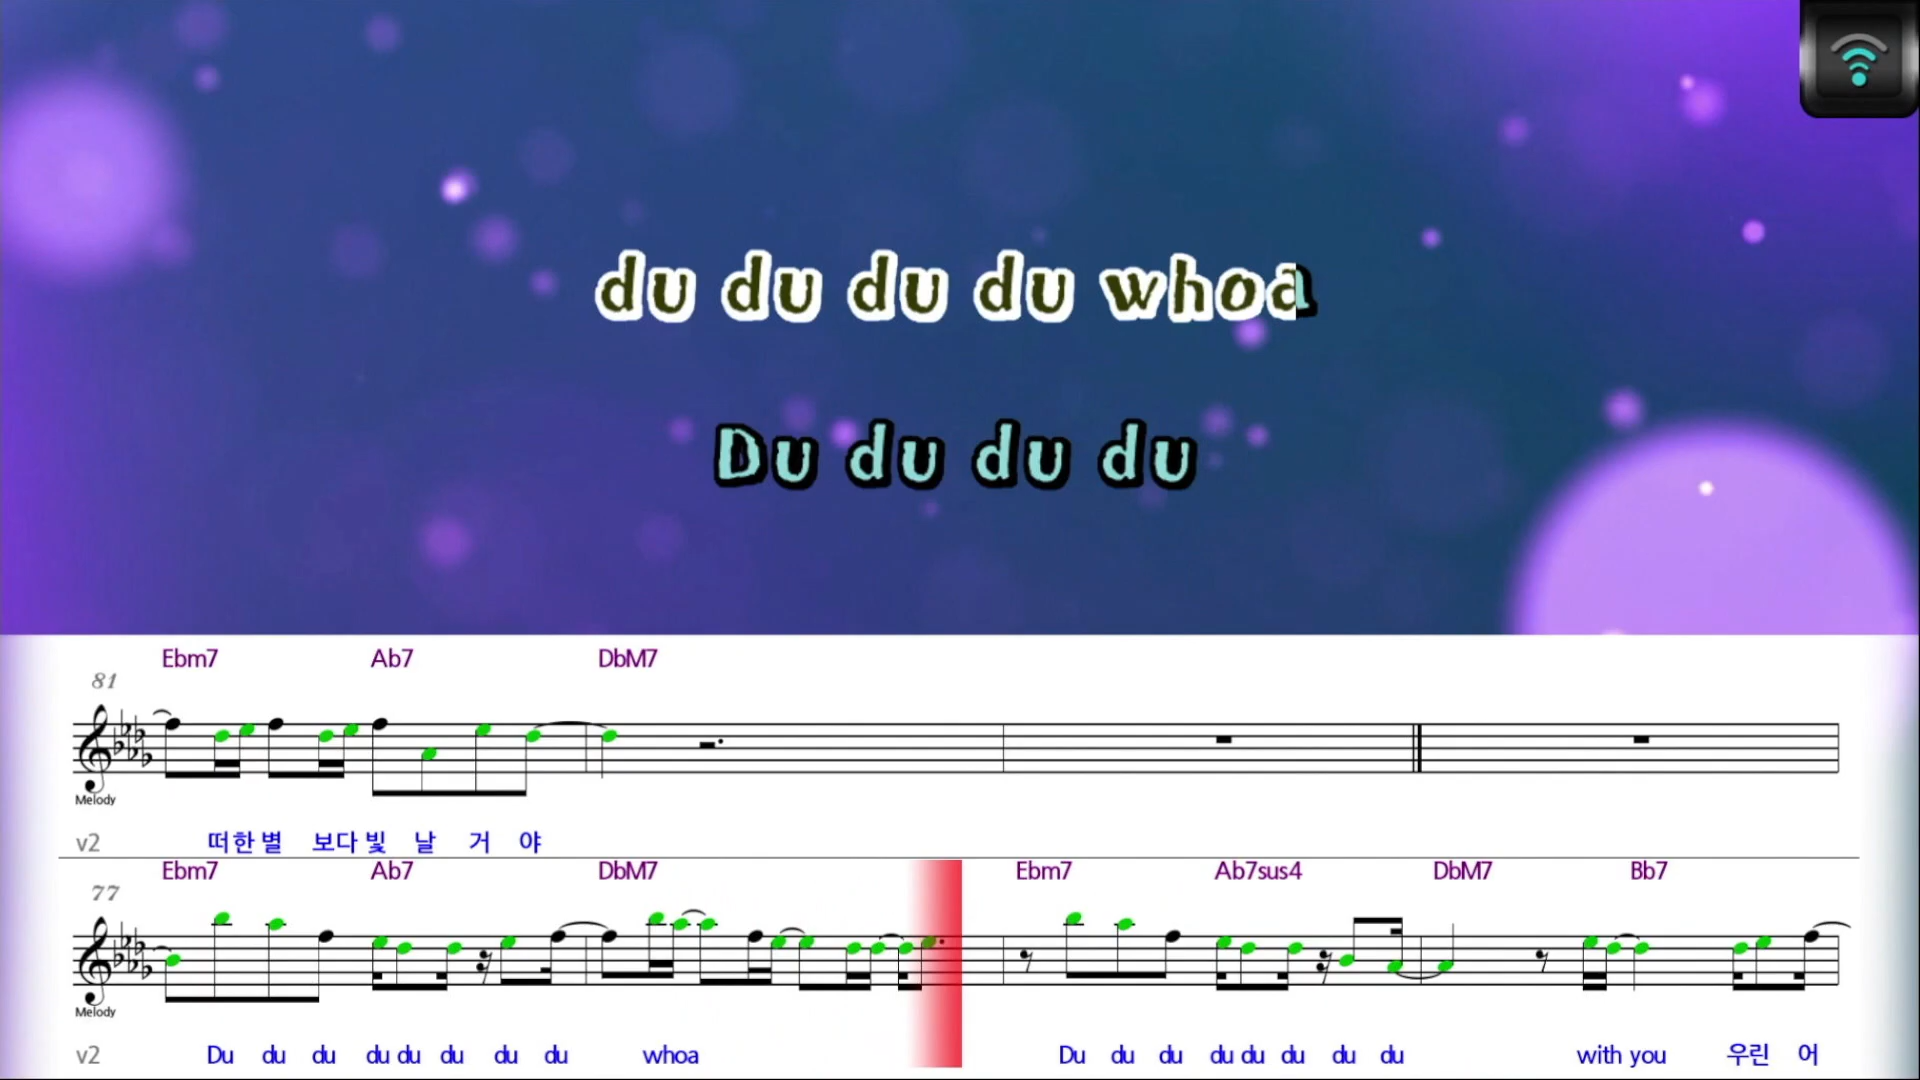 du du du du whoa
Du du du du
Ebm7 Ab7 DbM7
81
Melody
v2 떠한 별 보다 빛 날 거 야
Ebm7 Ab7 DbM7 Ebm7 Ab7sus4 DbM7 Bb7
77
Melody
v2 Du du du du du du du du whoa Du du du du du du du du with you 우린 어